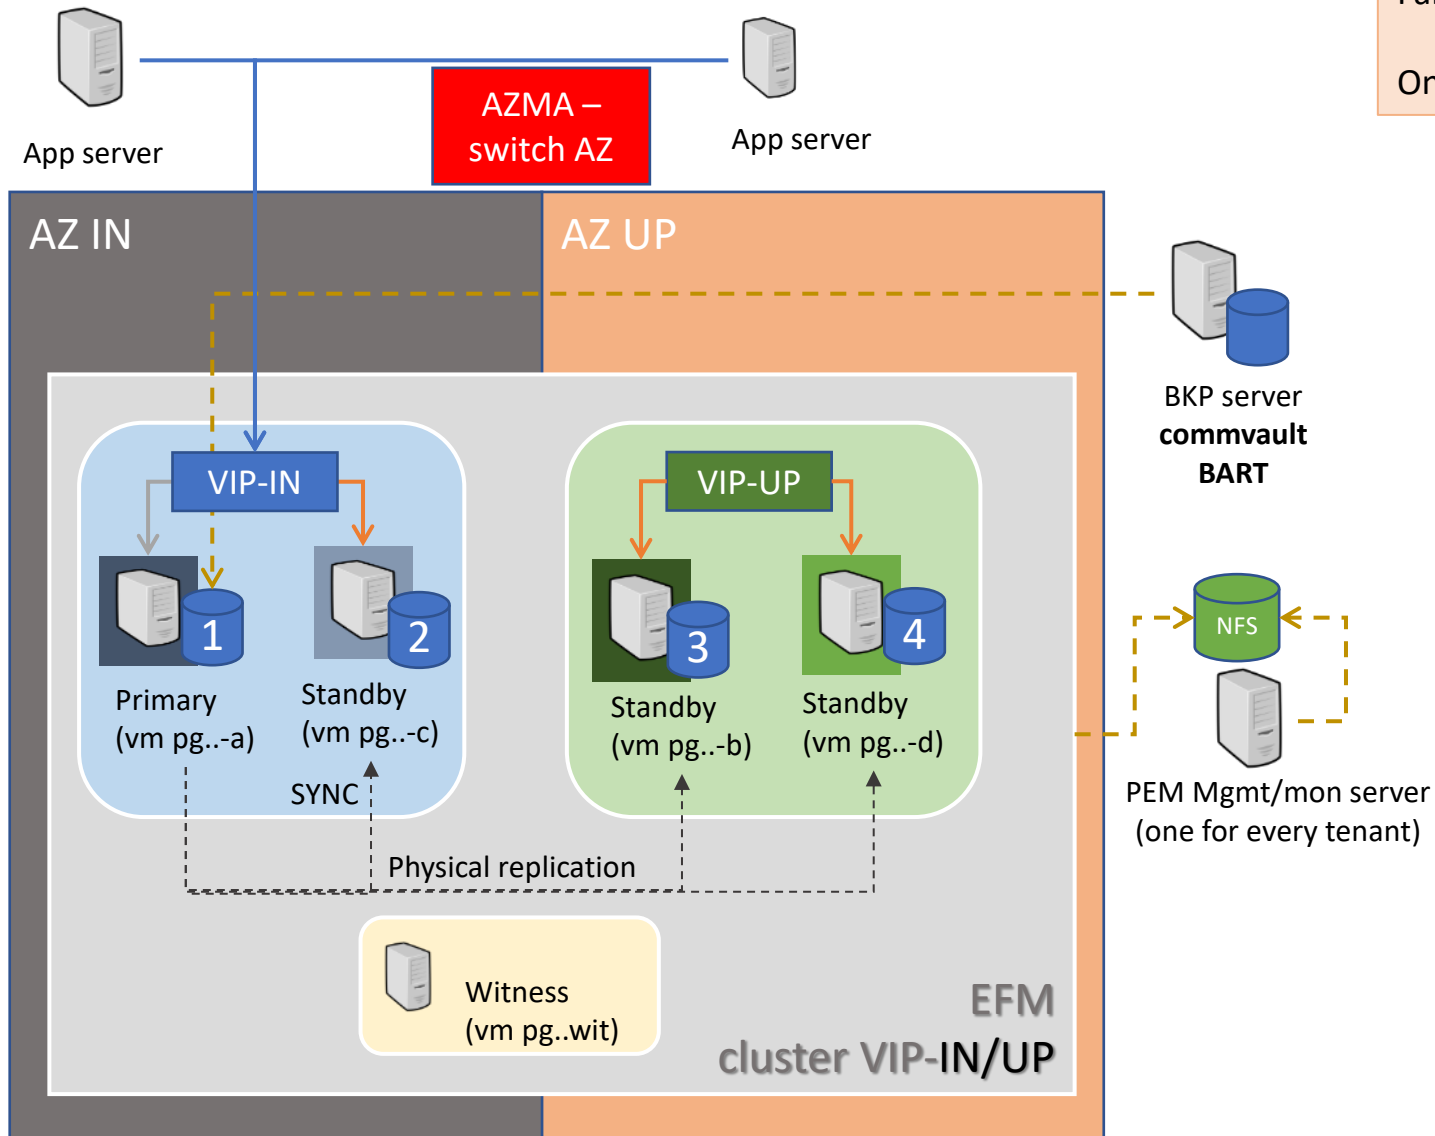 On
App server
AZMA –
switch AZ
App server
AZ IN
AZ UP
BKP server
commvault
BART
VIP-IN
VIP-UP
1
2
3
4
NFS
Primary
(vm pg..-a)
Standby
(vm pg..-c)
Standby
(vm pg..-b)
Standby
(vm pg..-d)
SYNC
PEM Mgmt/mon server
(one for every tenant)
Physical replication
Witness
(vm pg..wit)
EFM
cluster VIP-IN/UP